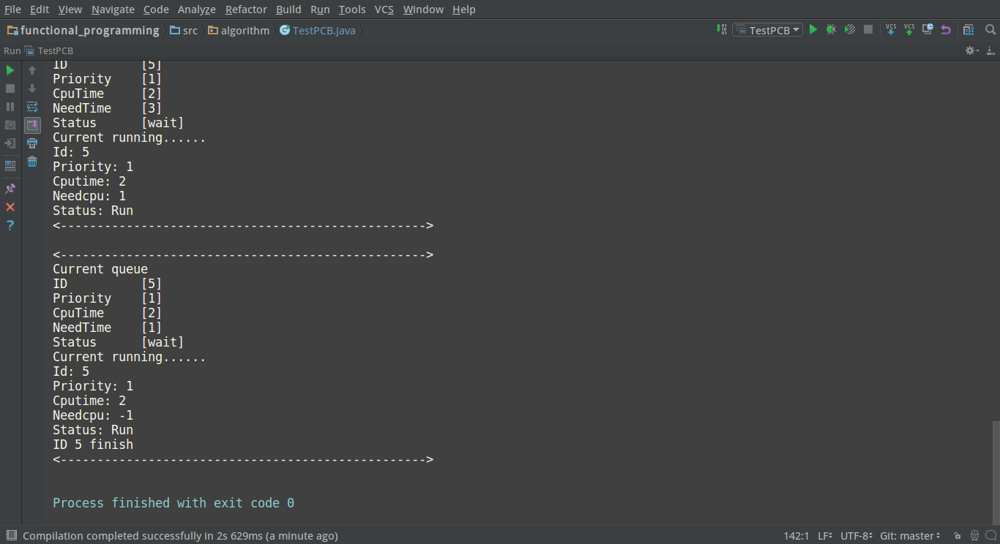 File Edit View Navigate Code Analyze Refactor Build Run Tools VCS Window Help
functional_programming src algorithm TestPCB.java TestPCB VCS VCS
Run TestPCB
ID [5]
Priority [1]
CpuTime [2]
NeedTime [3]
Status [wait]
Current running......
Id: 5
Priority: 1
Cputime: 2
Needcpu: 1
Status: Run
<-------------------------------------------------->
<-------------------------------------------------->
Current queue
ID [5]
Priority [1]
CpuTime [2]
NeedTime [1]
Status [wait]
Current running......
Id: 5
Priority: 1
Cputime: 2
Needcpu: -1
Status: Run
ID 5 finish
<-------------------------------------------------->
Process finished with exit code 0
Compilation completed successfully in 2s 629ms (a minute ago) 142:1 LF UTF-8 Git: master